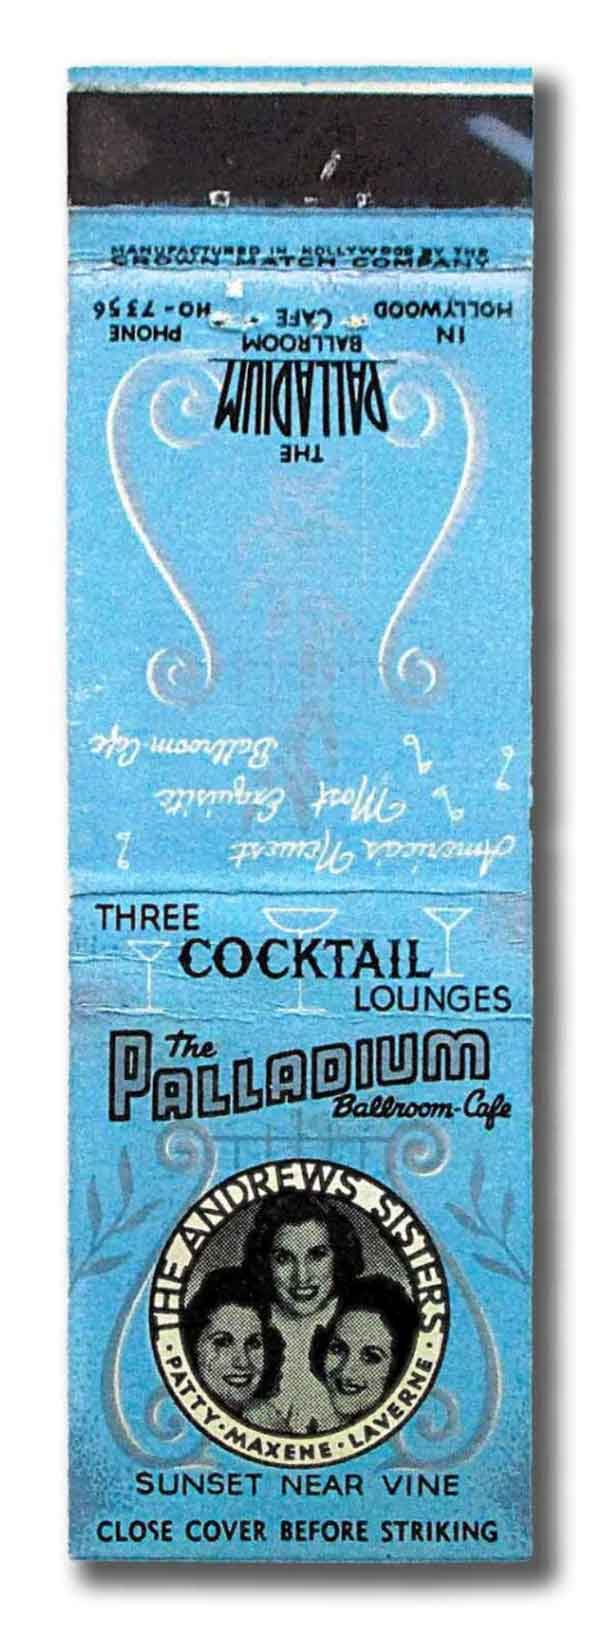 MANUFACTURED IN HOLLYWOOD BY THE
CROWN MATCH COMPANY
THE
PALLADIUM
BALLROOM
CAFE
IN
HOLLYWOOD
PHONE
HO-7356
America's Newest
Most Exquisite
Ballroom Cafe
THREE
COCKTAIL
LOUNGES
The
PALLADIUM
Ballroom-Cafe
THE ANDREWS SISTERS
• PATTY • MAXENE • LAVERNE •
SUNSET NEAR VINE
CLOSE COVER BEFORE STRIKING